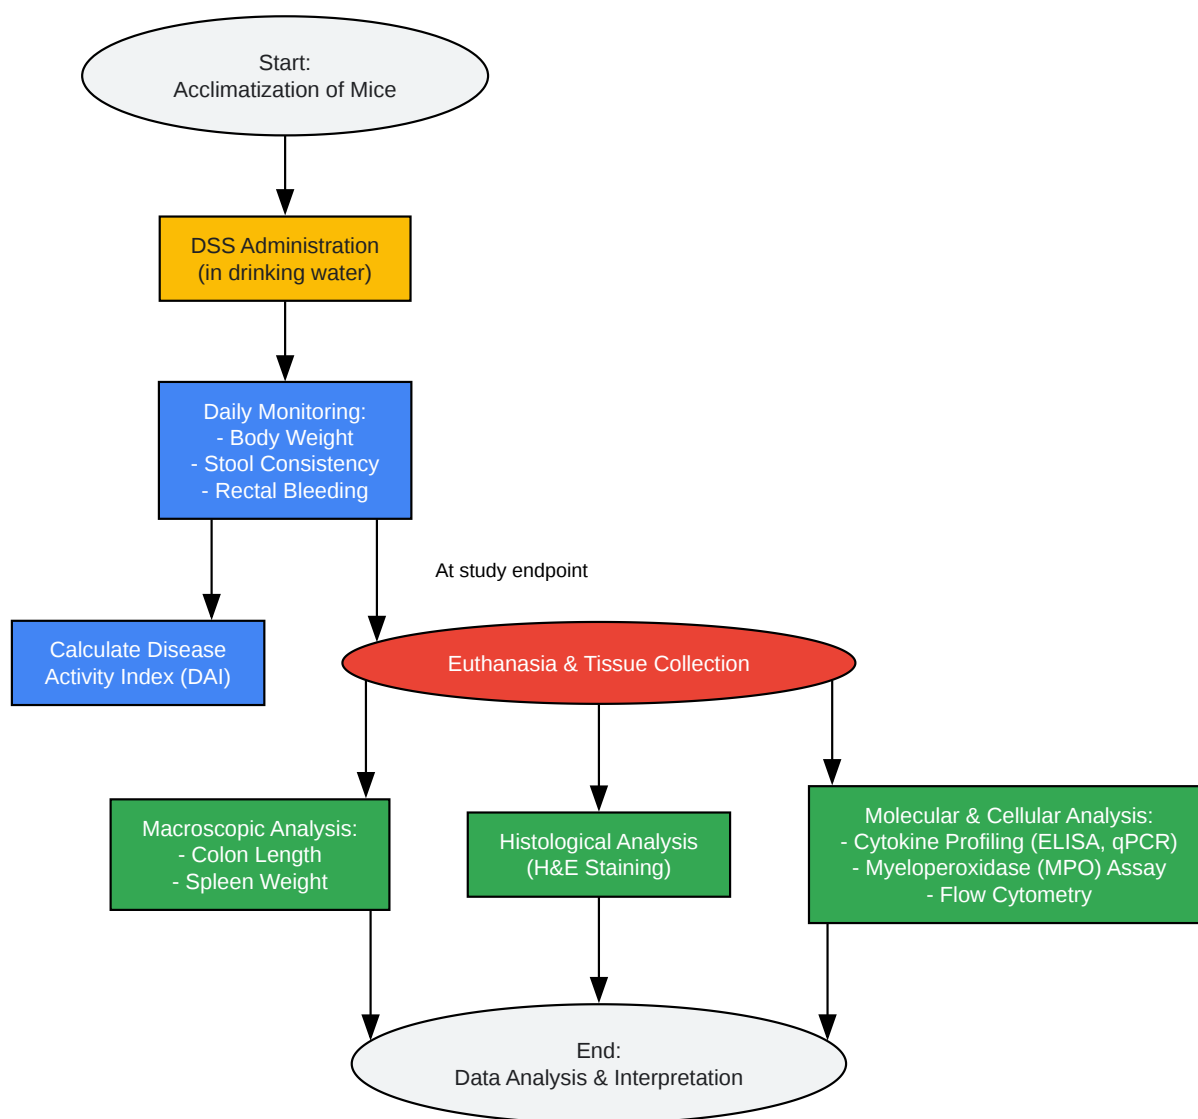 Start:
Acclimatization of Mice
DSS Administration
(in drinking water)
Daily Monitoring:
- Body Weight
- Stool Consistency
- Rectal Bleeding
At study endpoint
Calculate Disease
Activity Index (DAI)
Euthanasia & Tissue Collection
Macroscopic Analysis:
- Colon Length
- Spleen Weight
Histological Analysis
(H&E Staining)
Molecular & Cellular Analysis:
- Cytokine Profiling (ELISA, qPCR)
- Myeloperoxidase (MPO) Assay
- Flow Cytometry
End:
Data Analysis & Interpretation